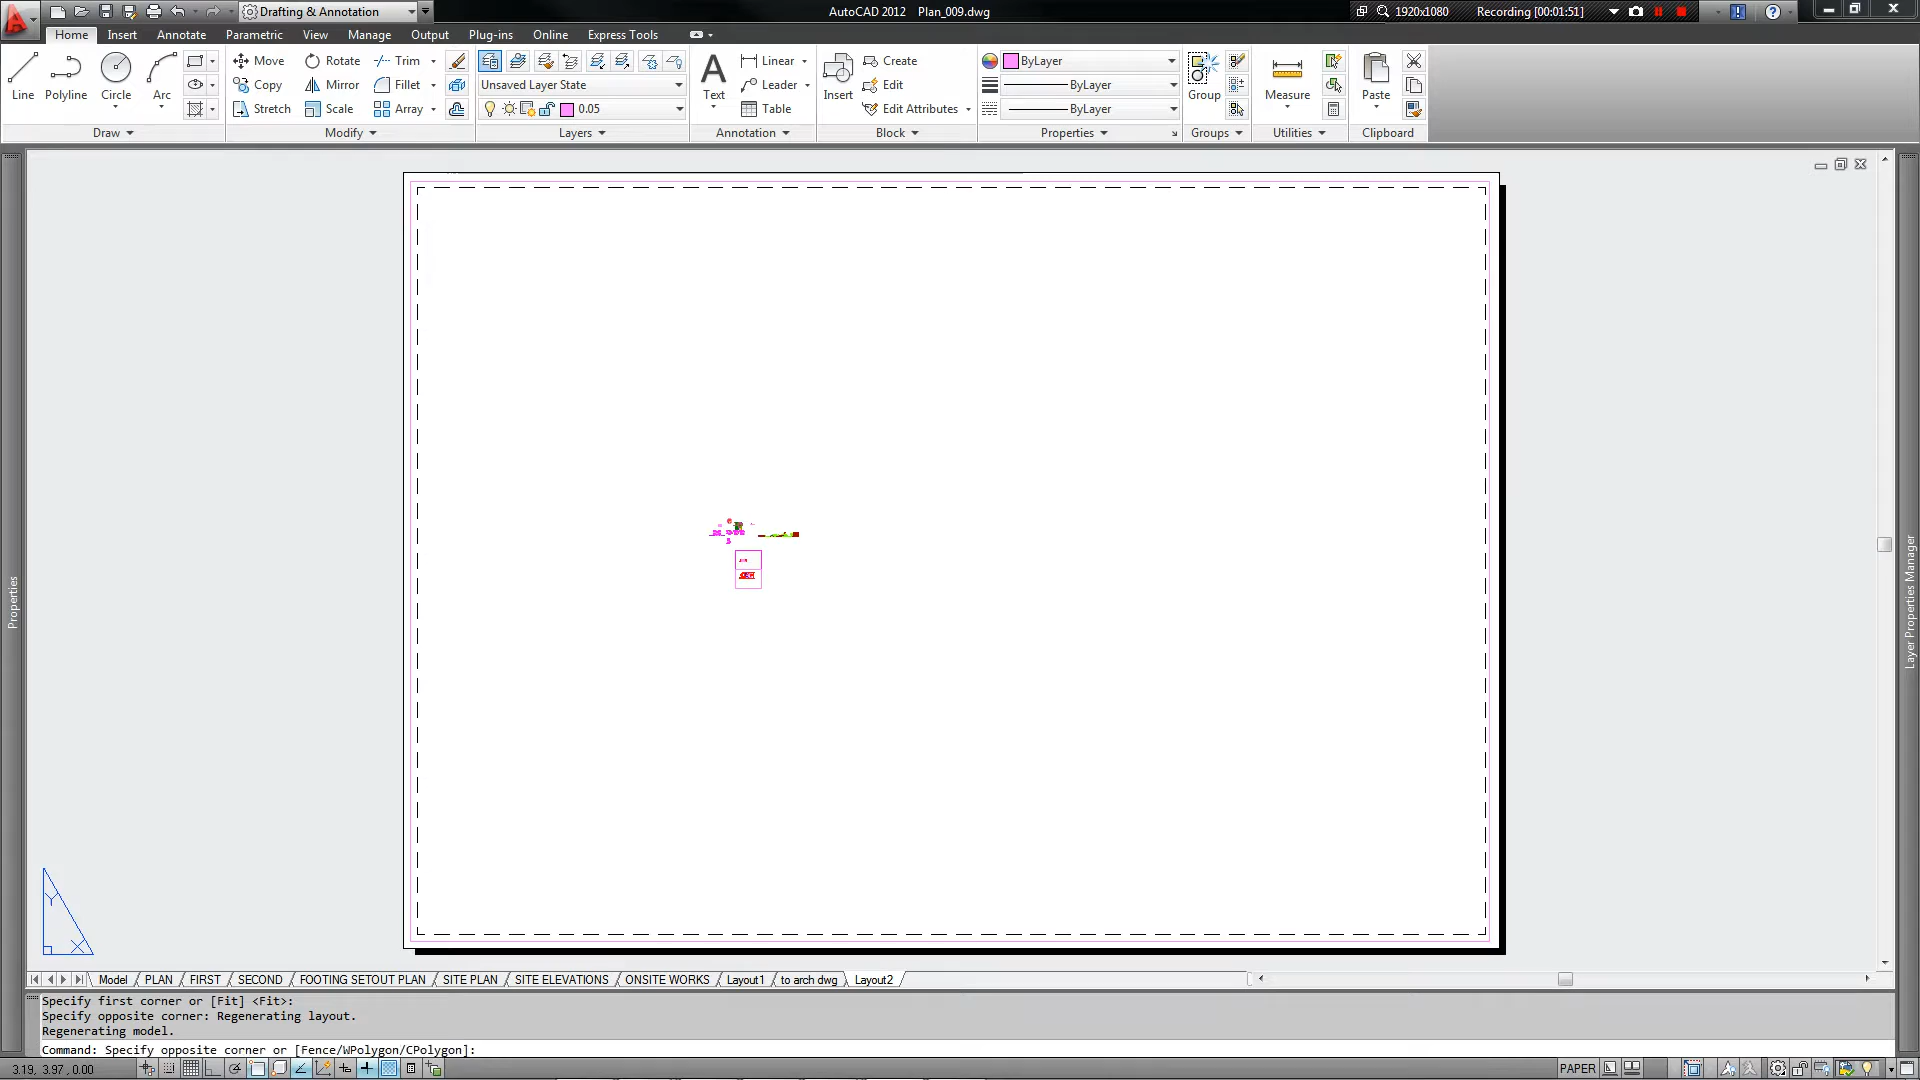 Drafting & Annotation
AutoCAD 2012 Plan_009.dwg
1920x1080
Recording [00:01:51]
Home Insert Annotate Parametric View Manage Output Plug-ins Online Express Tools
Line Polyline Circle Arc
Move Rotate Trim
Copy Mirror Fillet
Stretch Scale Array
Unsaved Layer State
0.05
Text
Linear
Leader
Table
Insert
Create
Edit
Edit Attributes
ByLayer
ByLayer
ByLayer
Group
Measure
Paste
Draw Modify Layers Annotation Block Properties Groups Utilities Clipboard
Properties
Layer Properties Manager
Y
X
Model PLAN FIRST SECOND FOOTING SETOUT PLAN SITE PLAN SITE ELEVATIONS ONSITE WORKS Layout1 to arch dwg Layout2
Specify first corner or [Fit] <Fit>:
Specify opposite corner: Regenerating layout.
Regenerating model.
Command: Specify opposite corner or [Fence/WPolygon/CPolygon]:
3.19, 3.97 , 0.00
PAPER